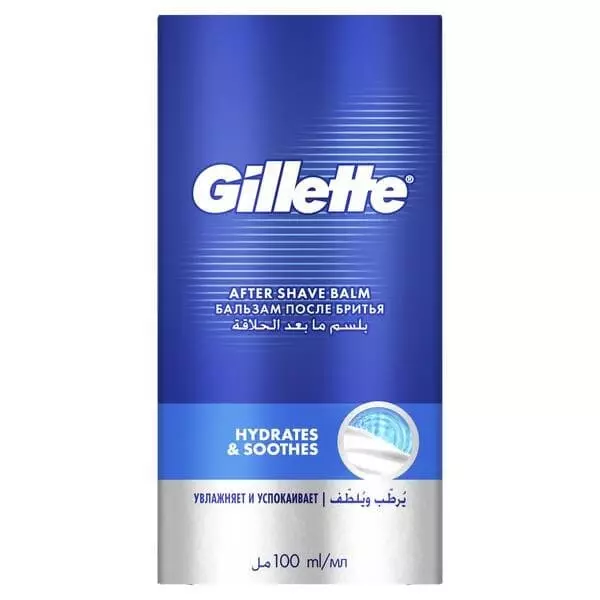 Gillette®
AFTER SHAVE BALM
БАЛЬЗАМ ПОСЛЕ БРИТЬЯ
بلسم ما بعد الحلاقة
HYDRATES
& SOOTHES
УВЛАЖНЯЕТ И УСПОКАИВАЕТ | يُرطّب ويُلطّف
100 ml/мл مل